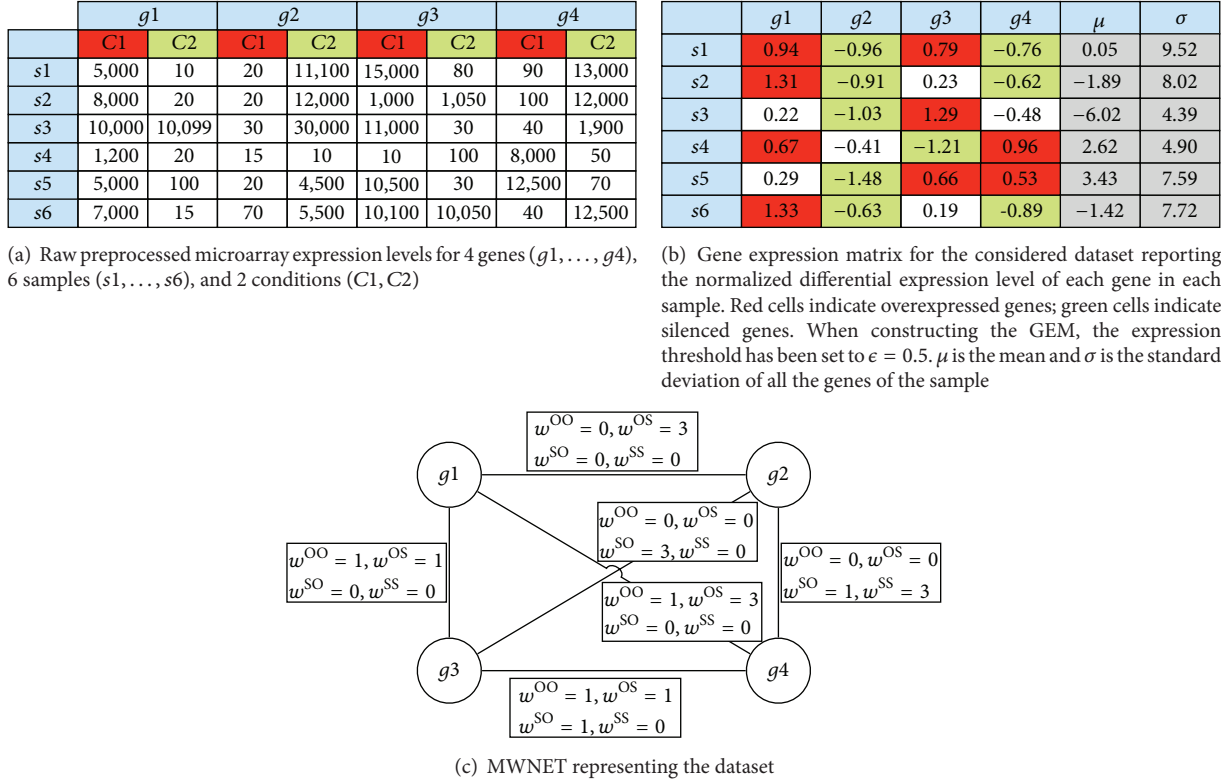 g1 g2 g3 g4
C1 C2 C1 C2 C1 C2 C1 C2
s1 5,000 10 20 11,100 15,000 80 90 13,000
s2 8,000 20 20 12,000 1,000 1,050 100 12,000
s3 10,000 10,099 30 30,000 11,000 30 40 1,900
s4 1,200 20 15 10 10 100 8,000 50
s5 5,000 100 20 4,500 10,500 30 12,500 70
s6 7,000 15 70 5,500 10,100 10,050 40 12,500
(a) Raw preprocessed microarray expression levels for 4 genes (g1, . . . , g4),
6 samples (s1, . . . , s6), and 2 conditions (C1, C2)
g1 g2 g3 g4 μ σ
s1 0.94 −0.96 0.79 −0.76 0.05 9.52
s2 1.31 −0.91 0.23 −0.62 −1.89 8.02
s3 0.22 −1.03 1.29 −0.48 −6.02 4.39
s4 0.67 −0.41 −1.21 0.96 2.62 4.90
s5 0.29 −1.48 0.66 0.53 3.43 7.59
s6 1.33 −0.63 0.19 -0.89 −1.42 7.72
(b) Gene expression matrix for the considered dataset reporting
the normalized differential expression level of each gene in each
sample. Red cells indicate overexpressed genes; green cells indicate
silenced genes. When constructing the GEM, the expression
threshold has been set to ϵ = 0.5. μ is the mean and σ is the standard
deviation of all the genes of the sample
w^OO = 0, w^OS = 3
w^SO = 0, w^SS = 0
g1
g2
w^OO = 0, w^OS = 0
w^SO = 3, w^SS = 0
w^OO = 1, w^OS = 1
w^SO = 0, w^SS = 0
w^OO = 0, w^OS = 0
w^SO = 1, w^SS = 3
w^OO = 1, w^OS = 3
w^SO = 0, w^SS = 0
g3
g4
w^OO = 1, w^OS = 1
w^SO = 1, w^SS = 0
(c) MWNET representing the dataset